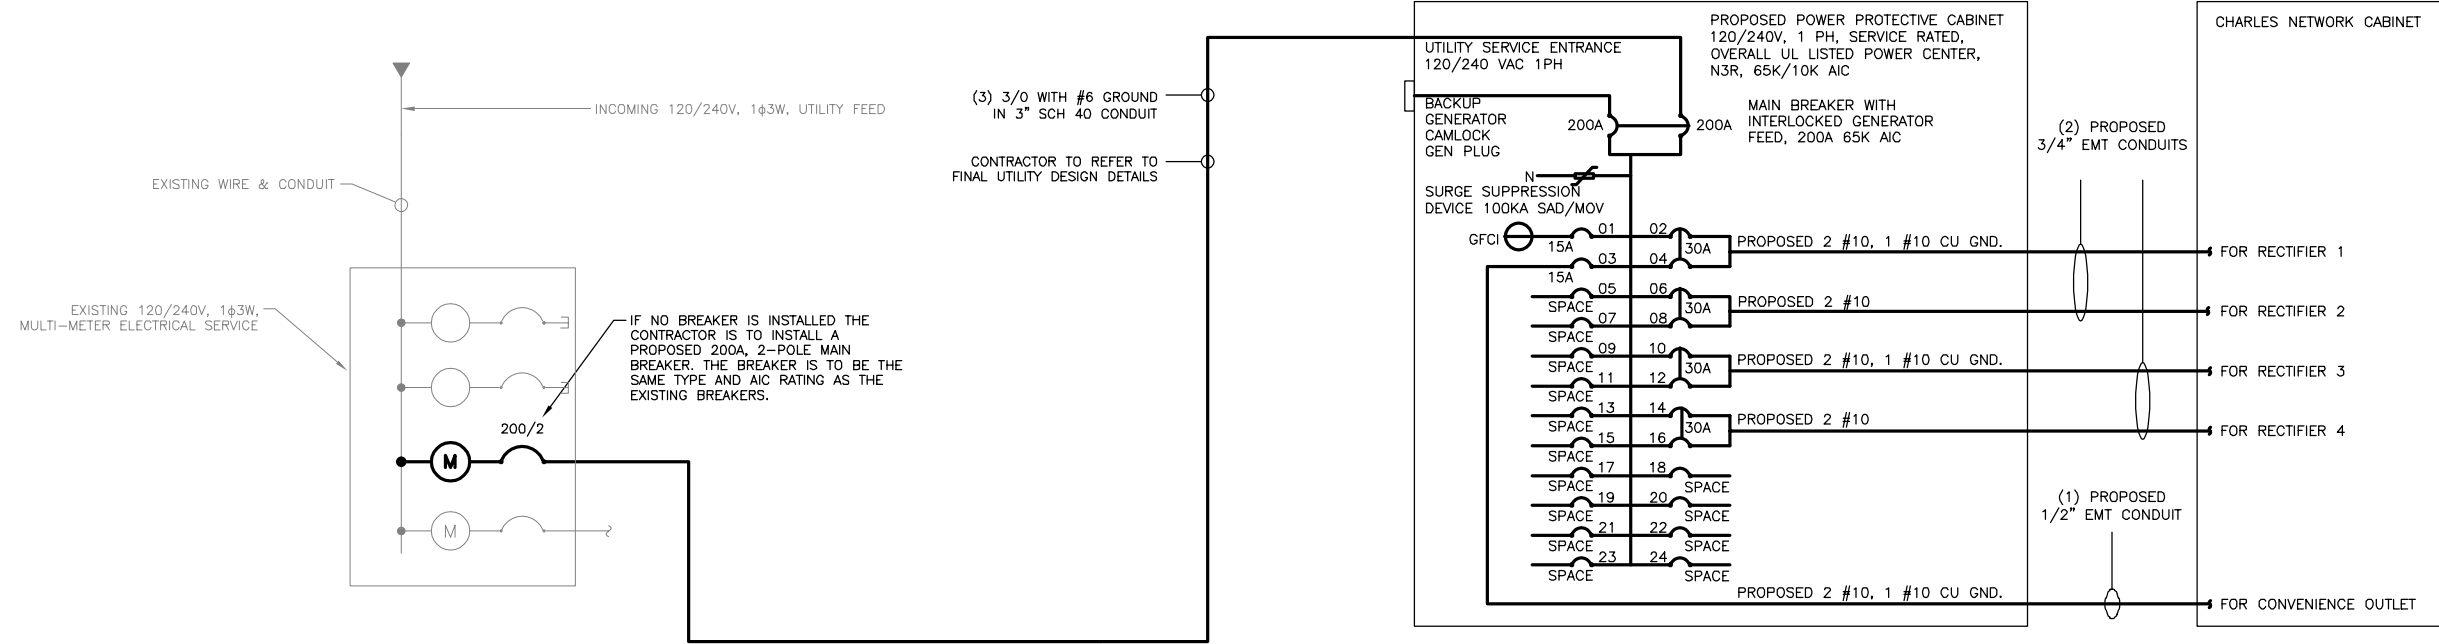 INCOMING 120/240V, 1ϕ3W, UTILITY FEED
EXISTING WIRE & CONDUIT
EXISTING 120/240V, 1ϕ3W,
MULTI-METER ELECTRICAL SERVICE
IF NO BREAKER IS INSTALLED THE
CONTRACTOR IS TO INSTALL A
PROPOSED 200A, 2-POLE MAIN
BREAKER. THE BREAKER IS TO BE THE
SAME TYPE AND AIC RATING AS THE
EXISTING BREAKERS.
200/2
M
M
(3) 3/0 WITH #6 GROUND
IN 3" SCH 40 CONDUIT
CONTRACTOR TO REFER TO
FINAL UTILITY DESIGN DETAILS
UTILITY SERVICE ENTRANCE
120/240 VAC 1PH
PROPOSED POWER PROTECTIVE CABINET
120/240V, 1 PH, SERVICE RATED,
OVERALL UL LISTED POWER CENTER,
N3R, 65K/10K AIC
BACKUP
GENERATOR
CAMLOCK
GEN PLUG
200A
200A
MAIN BREAKER WITH
INTERLOCKED GENERATOR
FEED, 200A 65K AIC
N
SURGE SUPPRESSION
DEVICE 100KA SAD/MOV
GFCI
15A
01
02
30A
PROPOSED 2 #10, 1 #10 CU GND.
15A
03
04
SPACE
05
06
30A
PROPOSED 2 #10
SPACE
07
08
SPACE
09
10
30A
PROPOSED 2 #10, 1 #10 CU GND.
SPACE
11
12
SPACE
13
14
30A
PROPOSED 2 #10
SPACE
15
16
SPACE
17
18
SPACE
SPACE
19
20
SPACE
SPACE
21
22
SPACE
SPACE
23
24
SPACE
PROPOSED 2 #10, 1 #10 CU GND.
(2) PROPOSED
3/4" EMT CONDUITS
(1) PROPOSED
1/2" EMT CONDUIT
CHARLES NETWORK CABINET
FOR RECTIFIER 1
FOR RECTIFIER 2
FOR RECTIFIER 3
FOR RECTIFIER 4
FOR CONVENIENCE OUTLET